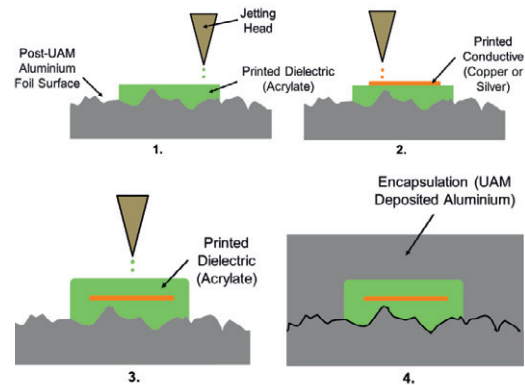 Jetting
Head
Post-UAM
Aluminium
Foil Surface
Printed Dielectric
(Acrylate)
1.
Printed
Conductive
(Copper or
Silver)
2.
Printed
Dielectric
(Acrylate)
3.
Encapsulation (UAM
Deposited Aluminium)
4.